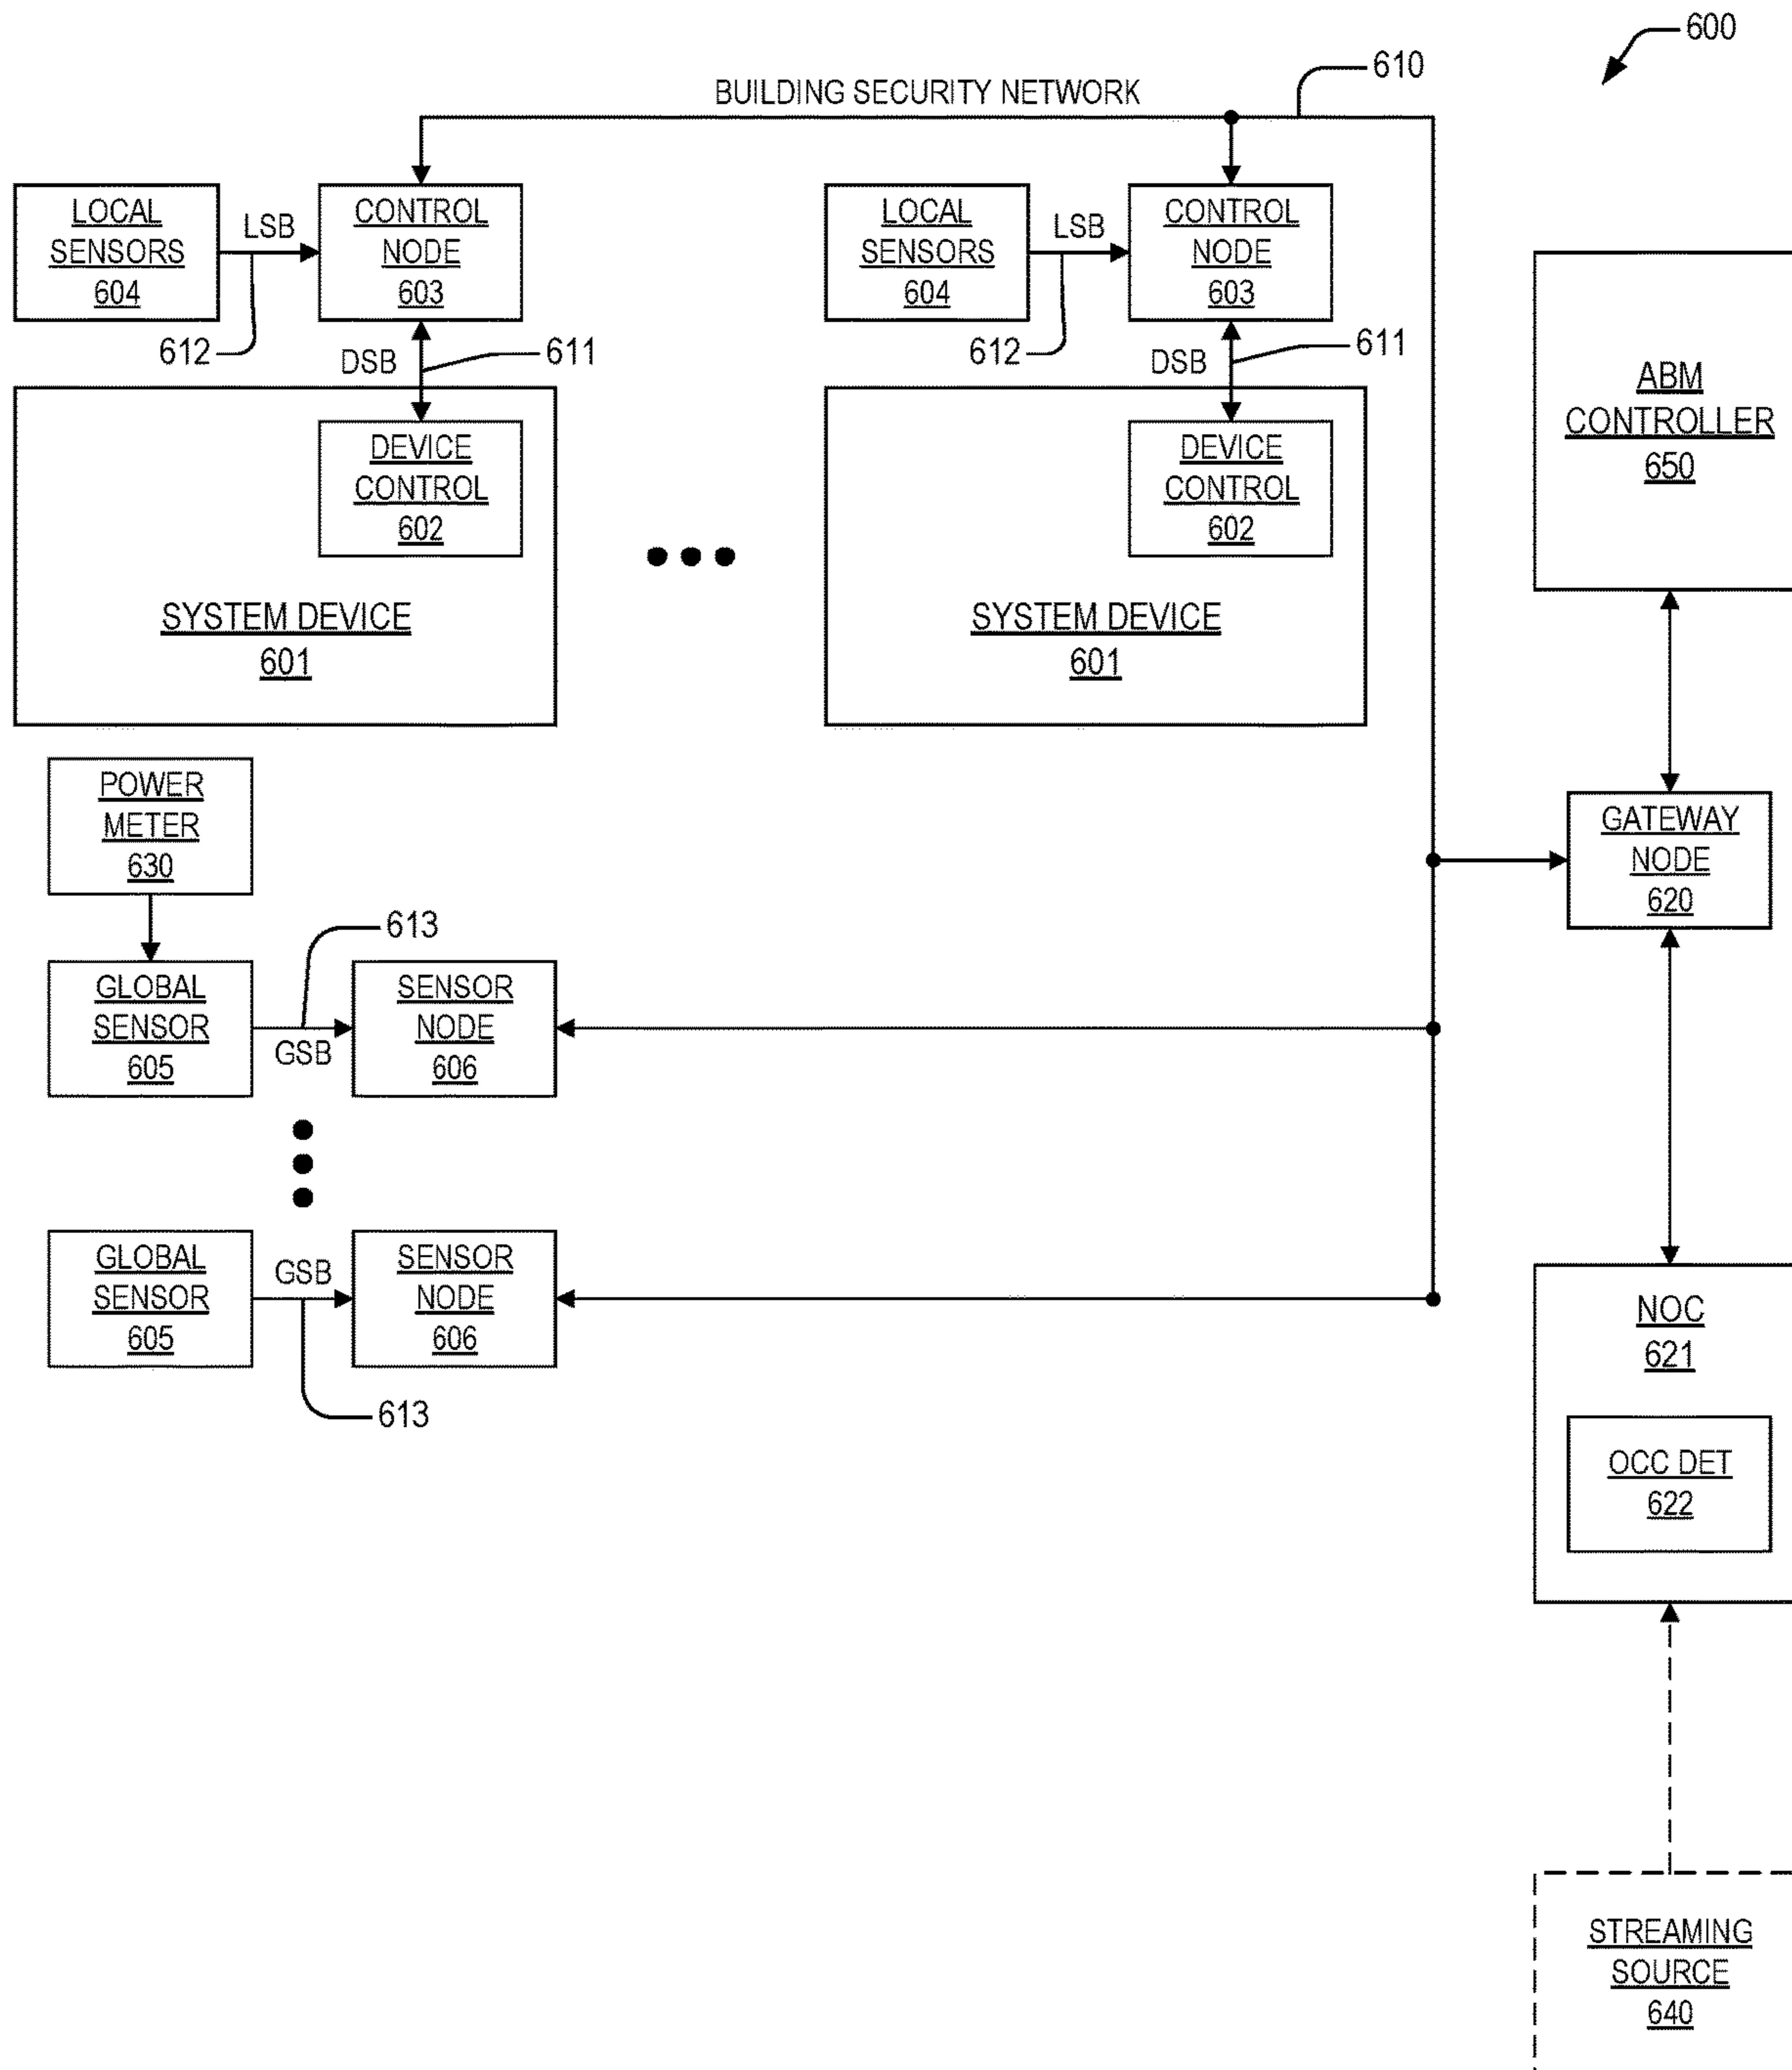 600
610
BUILDING SECURITY NETWORK
LOCAL
SENSORS
604
LSB
612
CONTROL
NODE
603
DSB
611
DEVICE
CONTROL
602
SYSTEM DEVICE
601
LOCAL
SENSORS
604
LSB
612
CONTROL
NODE
603
DSB
611
DEVICE
CONTROL
602
SYSTEM DEVICE
601
ABM
CONTROLLER
650
POWER
METER
630
GATEWAY
NODE
620
613
GLOBAL
SENSOR
605
GSB
SENSOR
NODE
606
GLOBAL
SENSOR
605
GSB
SENSOR
NODE
606
613
NOC
621
OCC DET
622
STREAMING
SOURCE
640